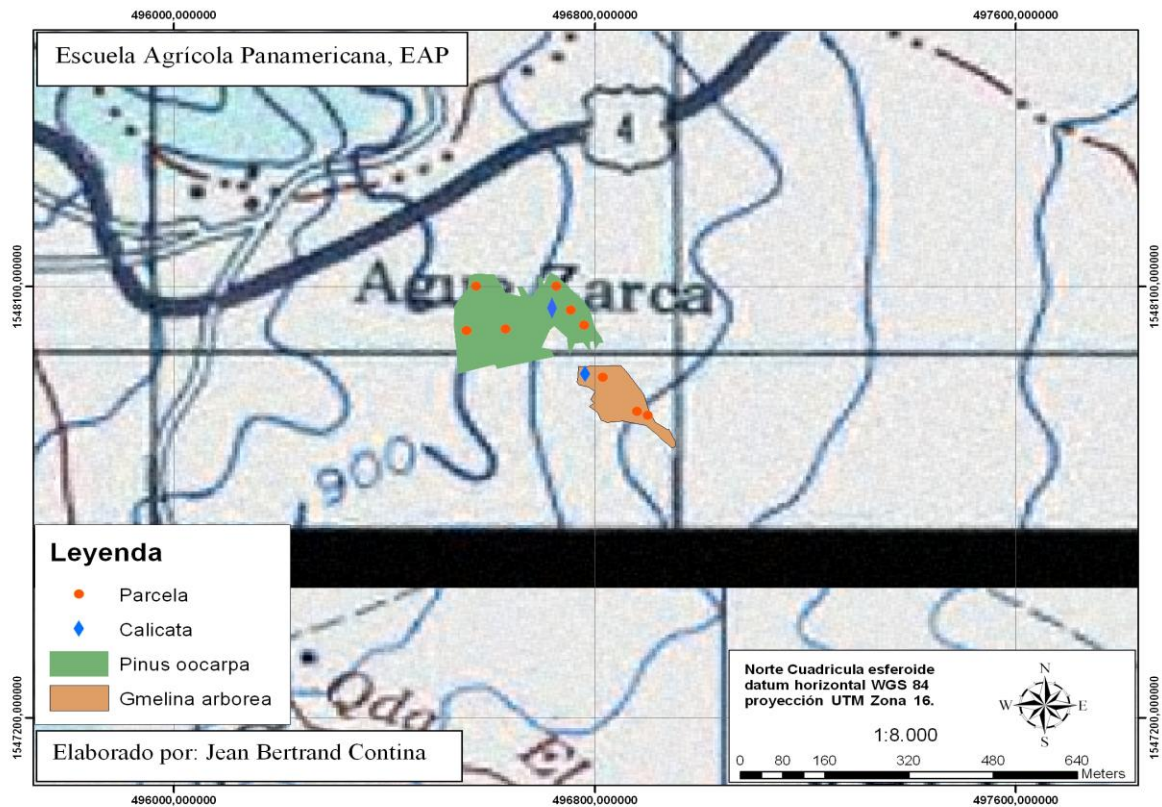 496000,000000
496800,000000
497600,000000
Escuela Agrícola Panamericana, EAP
4
1548100,000000
Agua Zarca
1548100,000000
900
Leyenda
Parcela
Calicata
Pinus oocarpa
Gmelina arborea
Qda
El
Norte Cuadricula esferoide
datum horizontal WGS 84
proyección UTM Zona 16.
N
W
E
S
1:8.000
0 80 160 320 480 640
Meters
1547200,000000
1547200,000000
Elaborado por: Jean Bertrand Contina
496000,000000
496800,000000
497600,000000